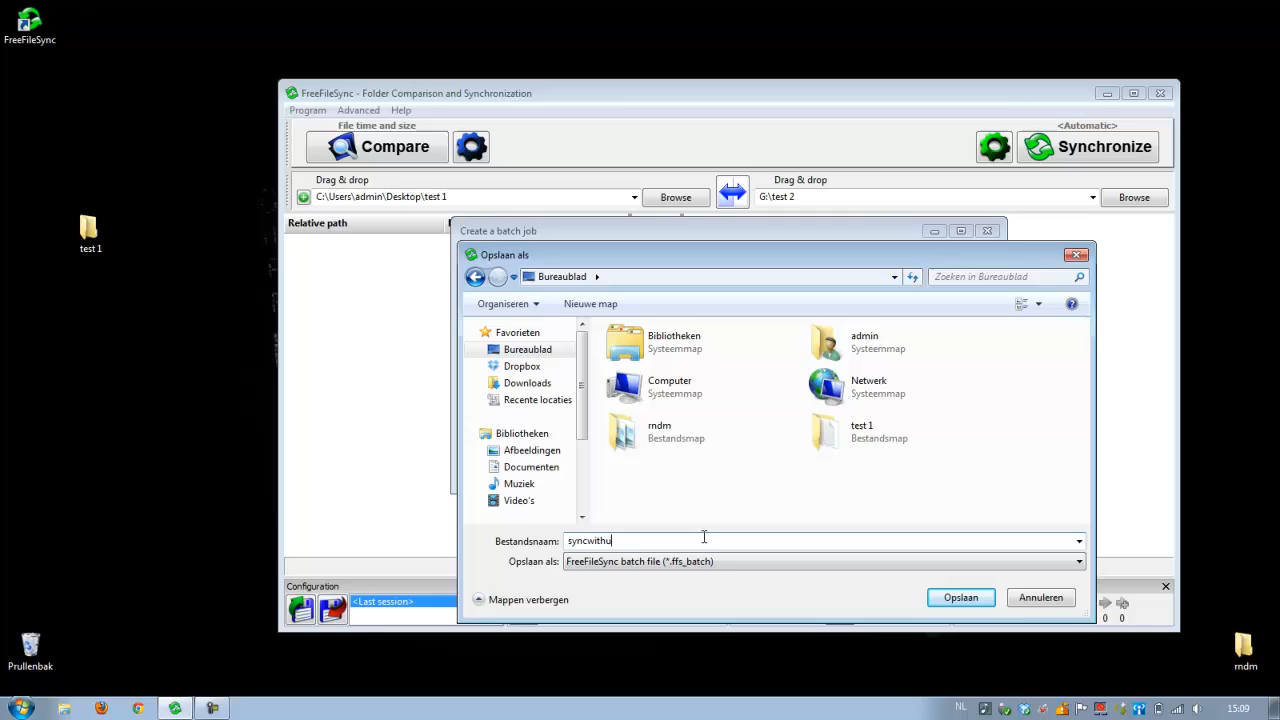 FreeFileSync
FreeFileSync - Folder Comparison and Synchronization
Program Advanced Help
File time and size
<Automatic>
Compare
Synchronize
Drag & drop
Drag & drop
C:\Users\admin\Desktop\test 1
Browse
G:\test 2
Browse
Relative path
test 1
Create a batch job
Opslaan als
Bureaublad
Zoeken in Bureaublad
Organiseren
Nieuwe map
Favorieten
Bureaublad
Dropbox
Downloads
Recente locaties
Bibliotheken
Afbeeldingen
Documenten
Muziek
Video's
Bibliotheken
Systeemmap
admin
Systeemmap
Computer
Systeemmap
Netwerk
Systeemmap
rndm
Bestandsmap
test 1
Bestandsmap
Bestandsnaam: syncwithu
Opslaan als: FreeFileSync batch file (*.ffs_batch)
Mappen verbergen
Opslaan
Annuleren
Configuration
<Last session>
0 0
Prullenbak
rndm
NL
15:09